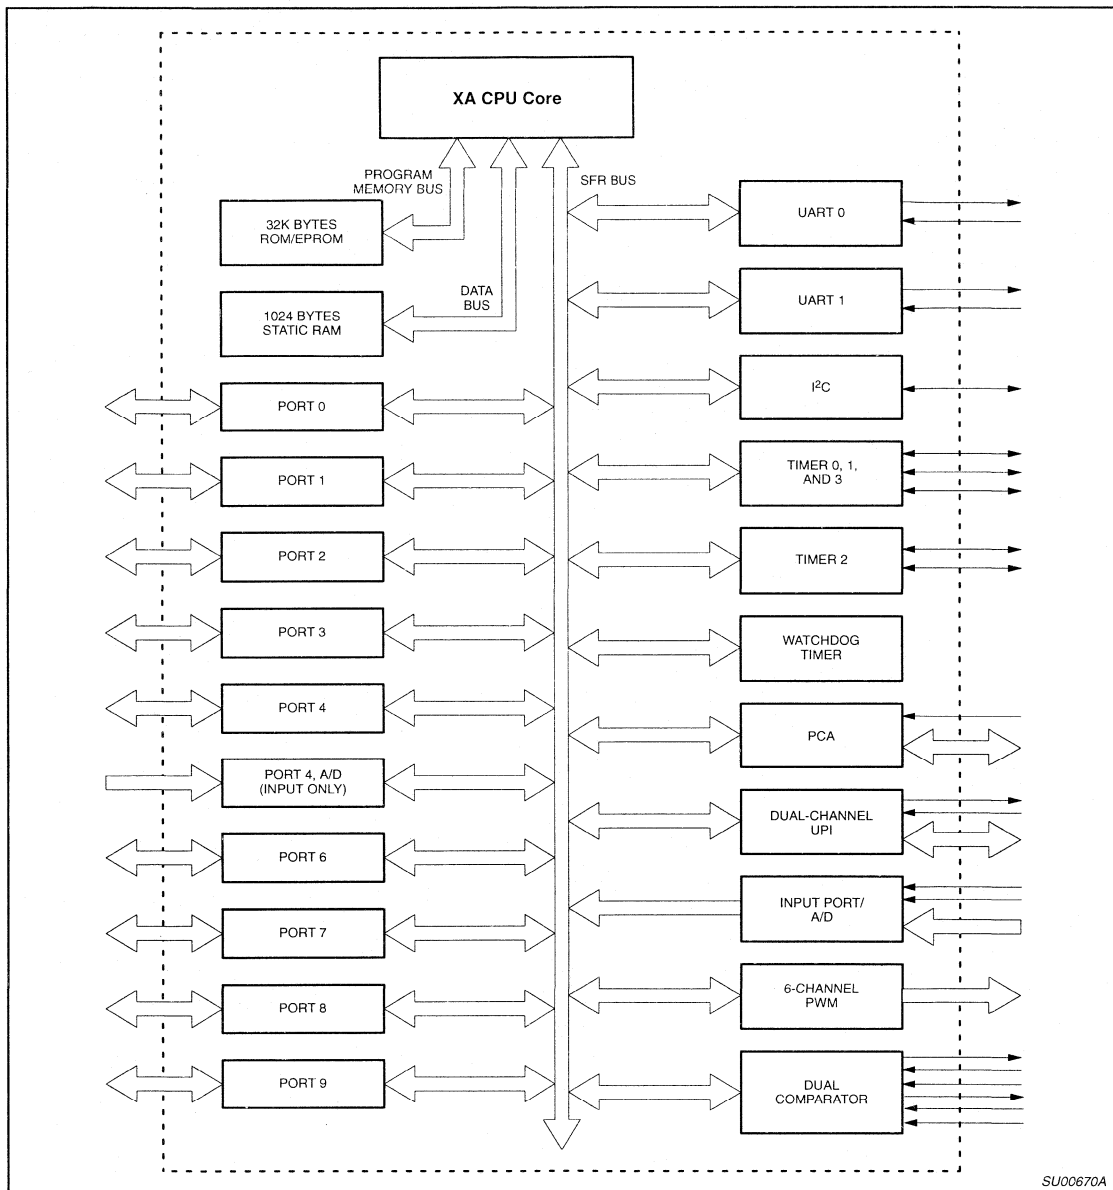 XA CPU Core
PROGRAM
MEMORY BUS
SFR BUS
32K BYTES
ROM/EPROM
DATA
BUS
1024 BYTES
STATIC RAM
PORT 0
PORT 1
PORT 2
PORT 3
PORT 4
PORT 4, A/D
(INPUT ONLY)
PORT 6
PORT 7
PORT 8
PORT 9
UART 0
UART 1
I²C
TIMER 0, 1,
AND 3
TIMER 2
WATCHDOG
TIMER
PCA
DUAL-CHANNEL
UPI
INPUT PORT/
A/D
6-CHANNEL
PWM
DUAL
COMPARATOR
SU00670A